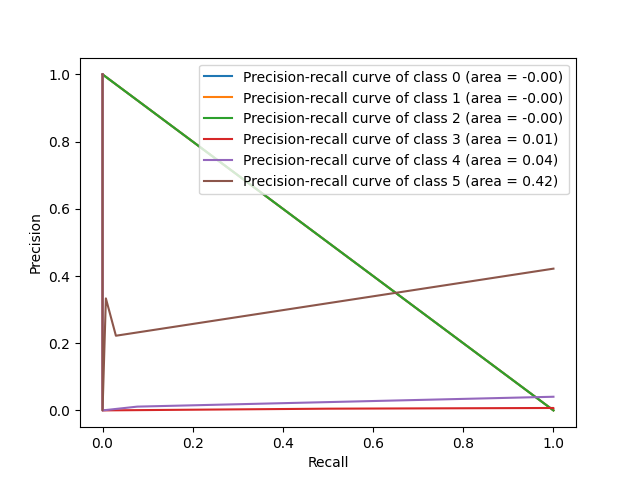 Precision-recall curve of class 0 (area = -0.00)
Precision-recall curve of class 1 (area = -0.00)
Precision-recall curve of class 2 (area = -0.00)
Precision-recall curve of class 3 (area = 0.01)
Precision-recall curve of class 4 (area = 0.04)
Precision-recall curve of class 5 (area = 0.42)
Precision
1.0
0.8
0.6
0.4
0.2
0.0
0.0 0.2 0.4 0.6 0.8 1.0
Recall